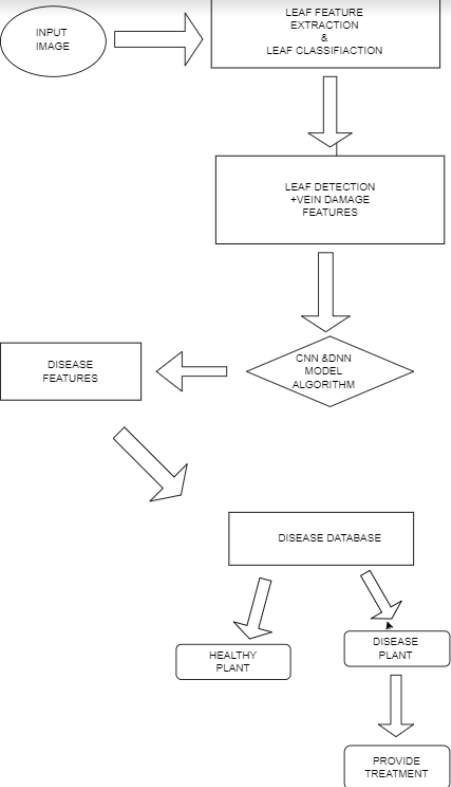 INPUT
IMAGE
LEAF FEATURE
EXTRACTION
&
LEAF CLASSIFIACTION
LEAF DETECTION
+VEIN DAMAGE
FEATURES
CNN &DNN
MODEL
ALGORITHM
DISEASE
FEATURES
DISEASE DATABASE
HEALTHY
PLANT
DISEASE
PLANT
PROVIDE
TREATMENT